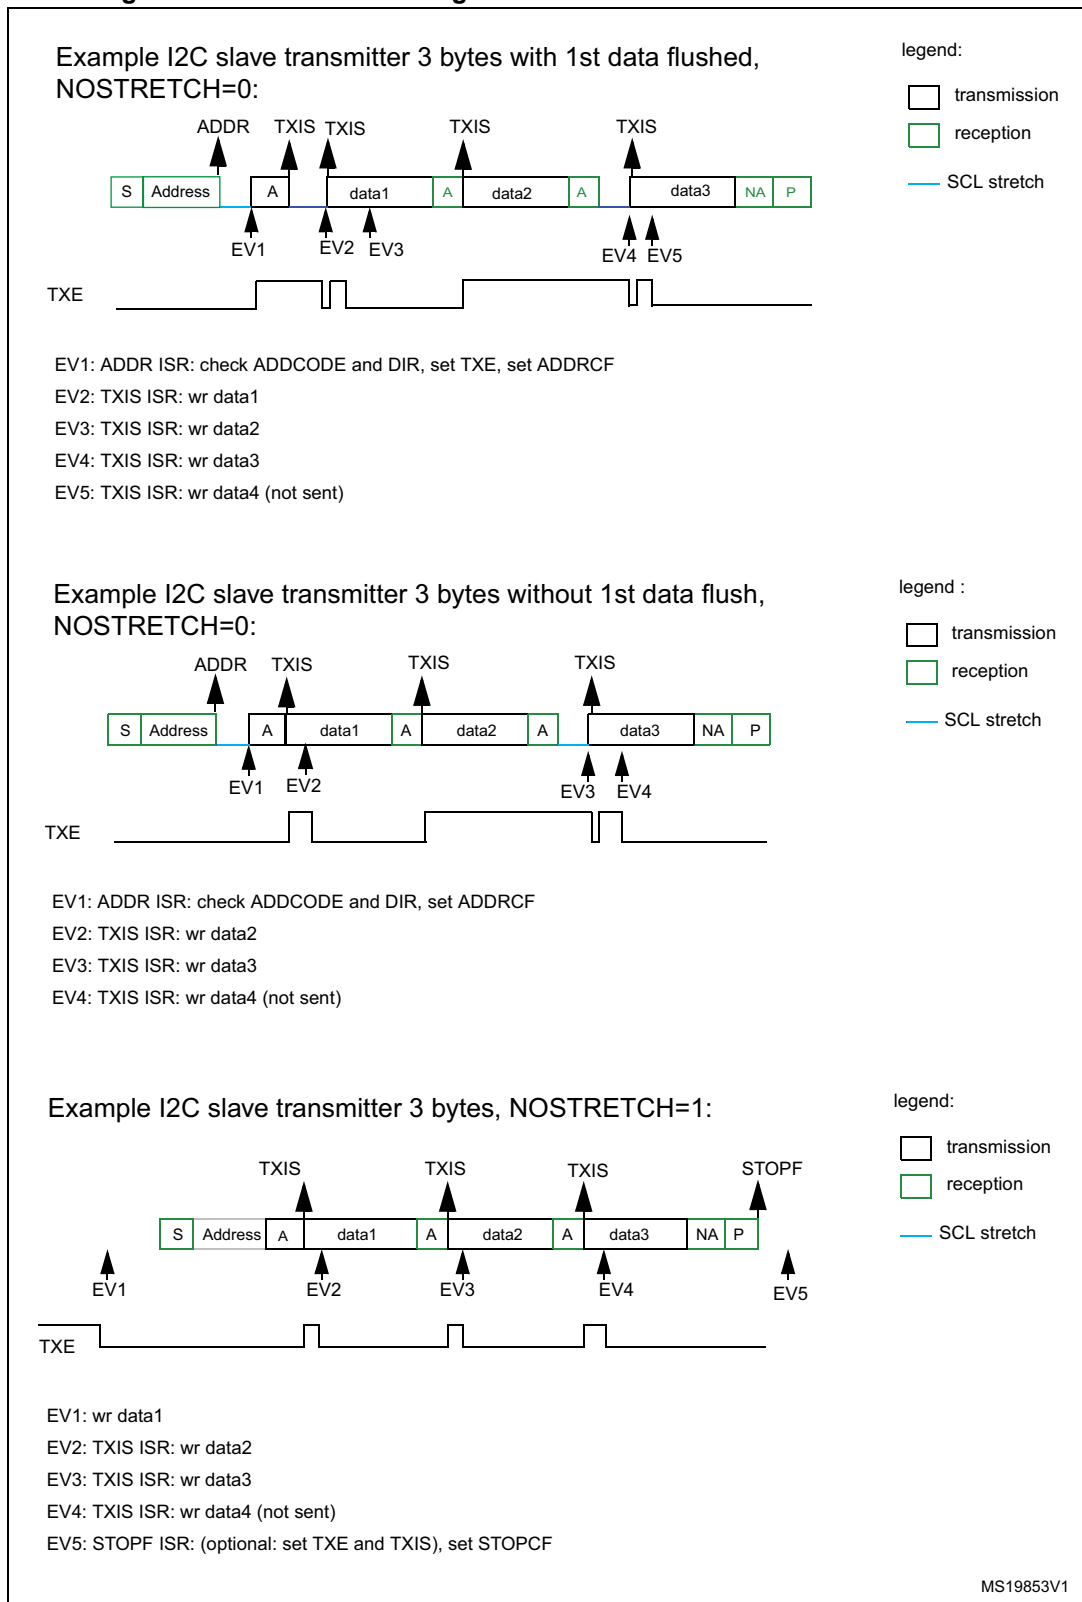 Example I2C slave transmitter 3 bytes with 1st data flushed,
NOSTRETCH=0:
legend:
transmission
reception
SCL stretch
ADDR TXIS TXIS TXIS TXIS
S Address A data1 A data2 A data3 NA P
EV1 EV2 EV3 EV4 EV5
TXE
EV1: ADDR ISR: check ADDCODE and DIR, set TXE, set ADDRCF
EV2: TXIS ISR: wr data1
EV3: TXIS ISR: wr data2
EV4: TXIS ISR: wr data3
EV5: TXIS ISR: wr data4 (not sent)
Example I2C slave transmitter 3 bytes without 1st data flush,
NOSTRETCH=0:
legend :
transmission
reception
SCL stretch
ADDR TXIS TXIS TXIS
S Address A data1 A data2 A data3 NA P
EV1 EV2 EV3 EV4
TXE
EV1: ADDR ISR: check ADDCODE and DIR, set ADDRCF
EV2: TXIS ISR: wr data2
EV3: TXIS ISR: wr data3
EV4: TXIS ISR: wr data4 (not sent)
Example I2C slave transmitter 3 bytes, NOSTRETCH=1:
legend:
transmission
reception
SCL stretch
TXIS TXIS TXIS STOPF
S Address A data1 A data2 A data3 NA P
EV1 EV2 EV3 EV4 EV5
TXE
EV1: wr data1
EV2: TXIS ISR: wr data2
EV3: TXIS ISR: wr data3
EV4: TXIS ISR: wr data4 (not sent)
EV5: STOPF ISR: (optional: set TXE and TXIS), set STOPCF
MS19853V1